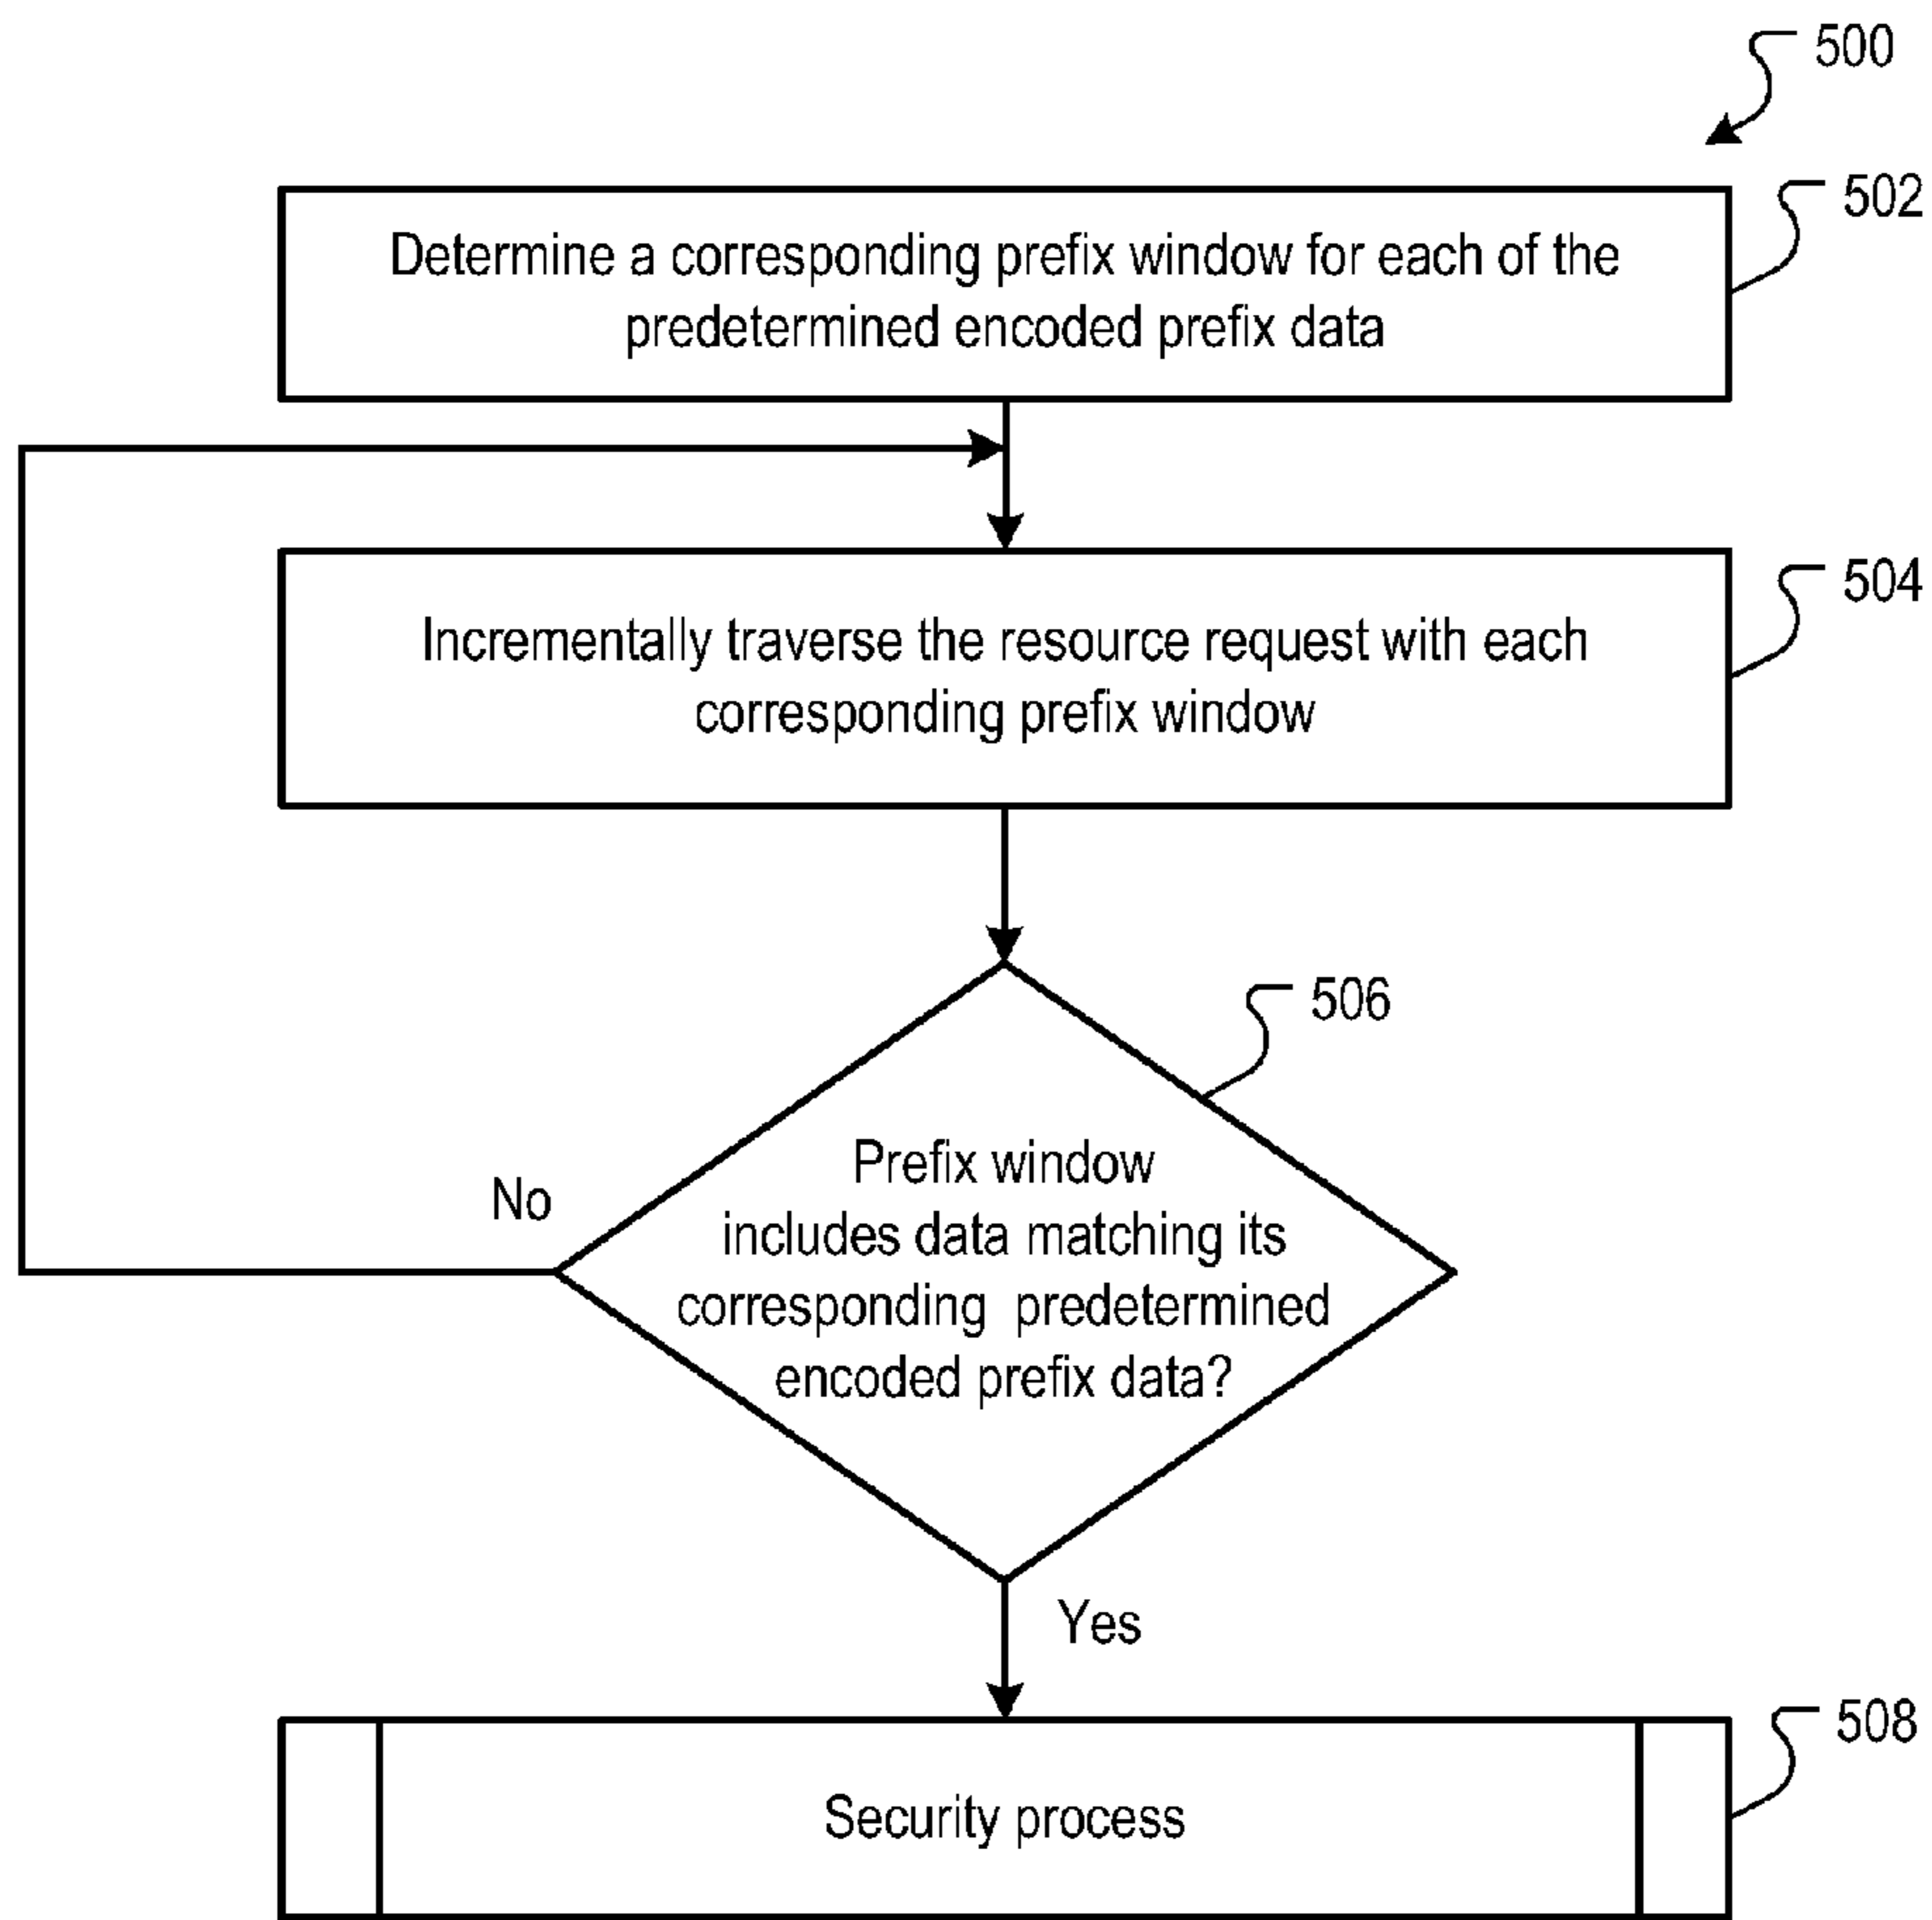 500
502
Determine a corresponding prefix window for each of the
predetermined encoded prefix data
504
Incrementally traverse the resource request with each
corresponding prefix window
506
Prefix window
includes data matching its
corresponding predetermined
encoded prefix data?
No
Yes
508
Security process